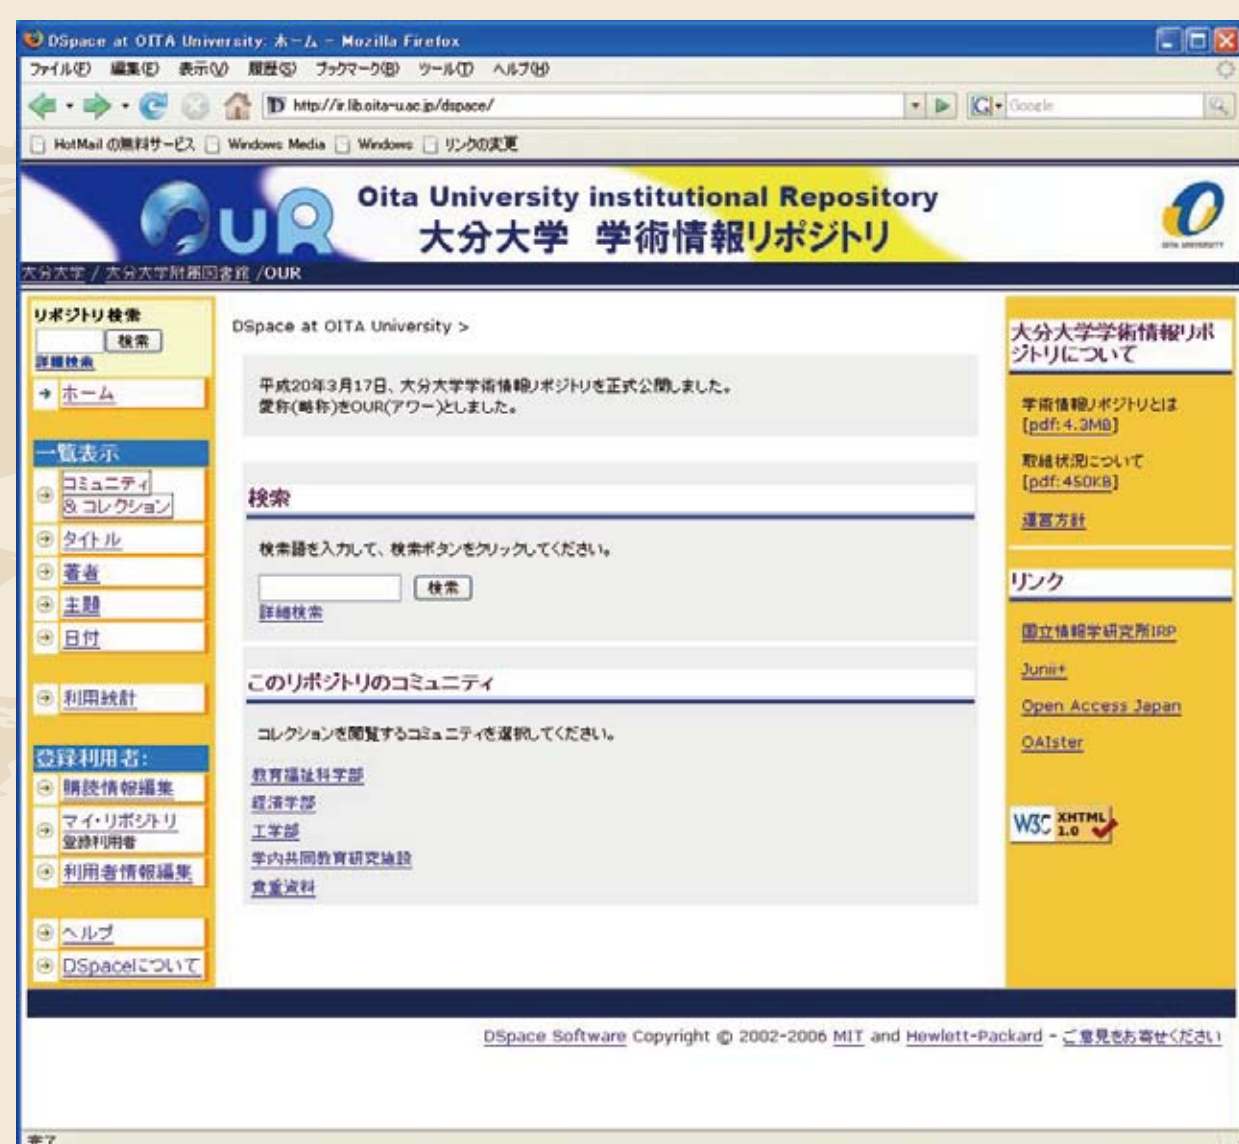 DSpace at OITA University: ホーム - Mozilla Firefox
ファイル(F) 編集(E) 表示(V) 履歴(S) ブックマーク(B) ツール(T) ヘルプ(H)
http://ir.lib.oita-u.ac.jp/dspace/
Google
HotMail の無料サービス Windows Media Windows リンクの変更
OUR
Oita University institutional Repository
大分大学 学術情報リポジトリ
OITA UNIVERSITY
大分大学 / 大分大学附属図書館 /OUR
リポジトリ検索
検索
詳細検索
ホーム
一覧表示
コミュニティ
& コレクション
タイトル
著者
主題
日付
利用統計
登録利用者:
購読情報編集
マイ・リポジトリ
登録利用者
利用者情報編集
ヘルプ
DSpaceについて
DSpace at OITA University >
平成20年3月17日、大分大学学術情報リポジトリを正式公開しました。
愛称(略称)をOUR(アワー)としました。
検索
検索語を入力して、検索ボタンをクリックしてください。
検索
詳細検索
このリポジトリのコミュニティ
コレクションを閲覧するコミュニティを選択してください。
教育福祉科学部
経済学部
工学部
学内共同教育研究施設
貴重資料
大分大学学術情報リポ
ジトリについて
学術情報リポジトリとは
[pdf:4.3MB]
取組状況について
[pdf:450KB]
運営方針
リンク
国立情報学研究所IRP
Junii+
Open Access Japan
OAIster
W3C XHTML 1.0
DSpace Software Copyright © 2002-2006 MIT and Hewlett-Packard - ご意見をお寄せください
完了